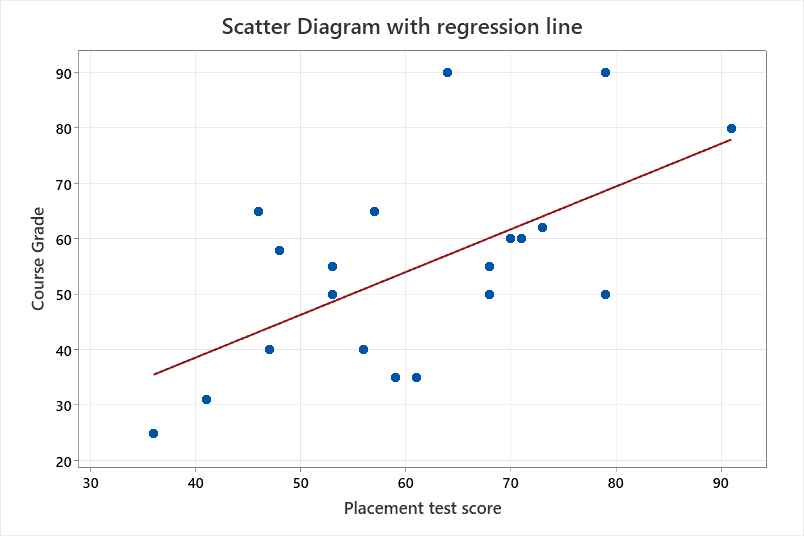 Scatter Diagram with regression line
90
80
70
60
50
40
30
20
Course Grade
30 40 50 60 70 80 90
Placement test score